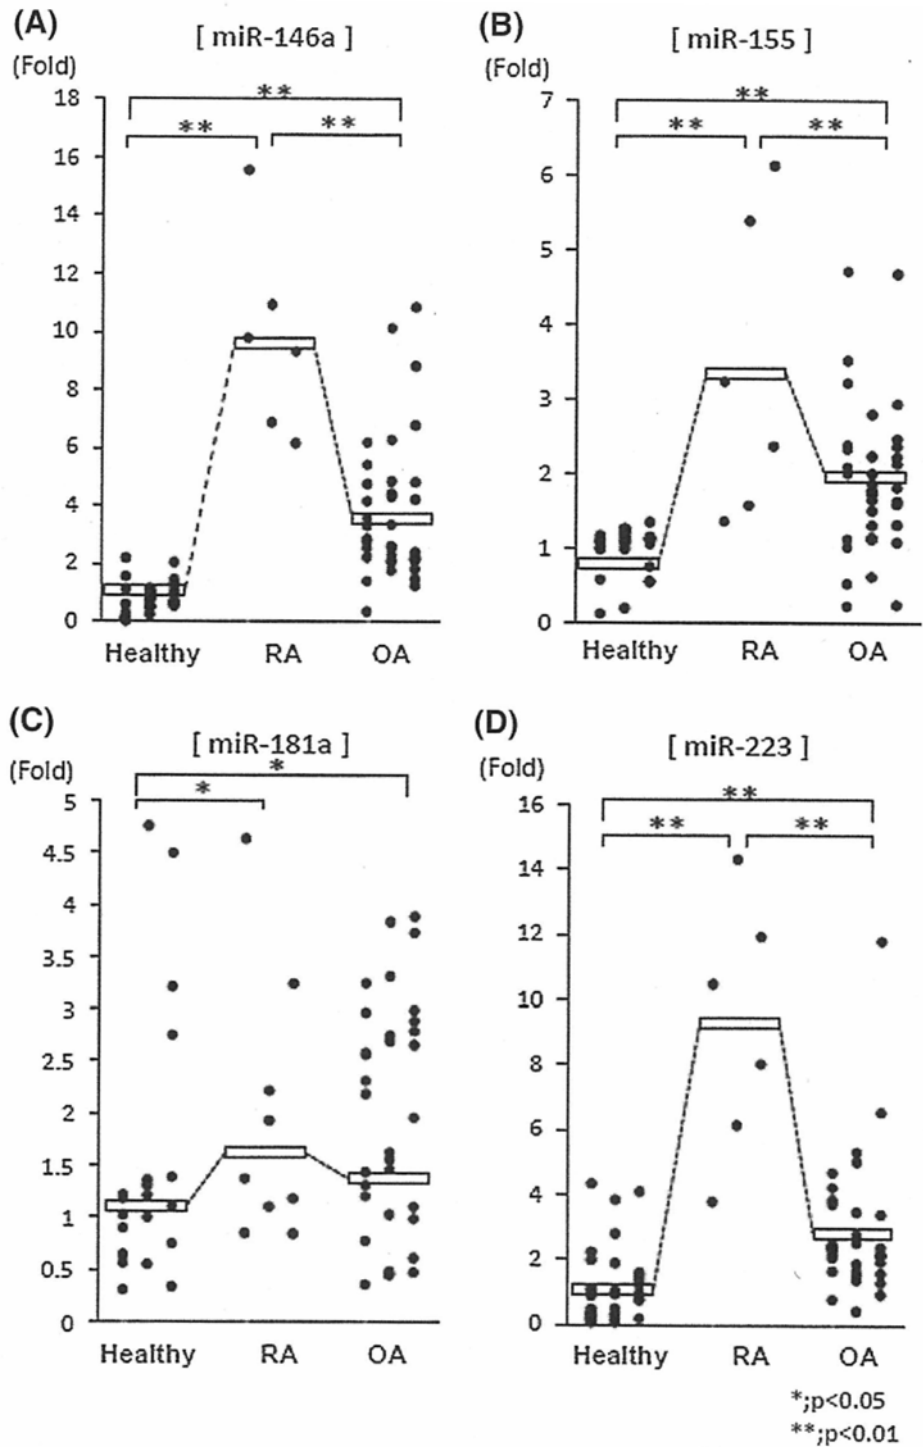 (A)
[ miR-146a ]
(Fold)
18
16
14
12
10
8
6
4
2
0
**
**
**
Healthy RA OA
(B)
[ miR-155 ]
(Fold)
7
6
5
4
3
2
1
0
**
**
**
Healthy RA OA
(C)
[ miR-181a ]
(Fold)
5
4.5
4
3.5
3
2.5
2
1.5
1
0.5
0
*
*
Healthy RA OA
(D)
[ miR-223 ]
(Fold)
16
14
12
10
8
6
4
2
0
**
**
**
Healthy RA OA
*;p<0.05
**;p<0.01